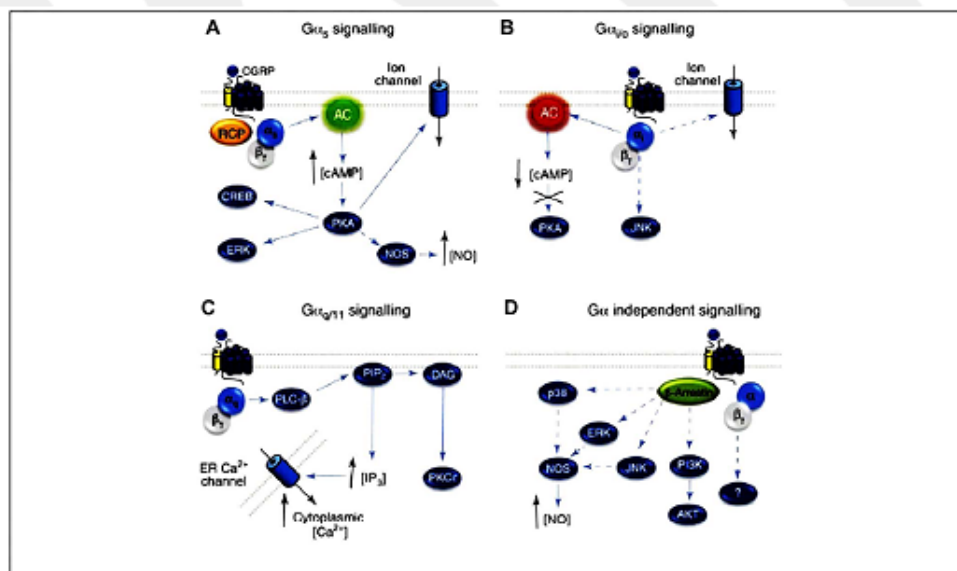 A
Gαs signalling
CGRP
Ion
channel
RCP
αs
βγ
AC
[cAMP]
CREB
PKA
ERK
NOS
[NO]
B
Gαi/o signalling
Ion
channel
AC
αi
βγ
[cAMP]
PKA
JNK
C
Gαq/11 signalling
αq
βγ
PLC-β
PIP2
DAG
ER Ca2+
channel
[IP3]
Cytoplasmic
[Ca2+]
D
Gα independent signalling
p38
β-Arrestin
α
βγ
ERK
NOS
JNK
PI3K
?
[NO]
AKT